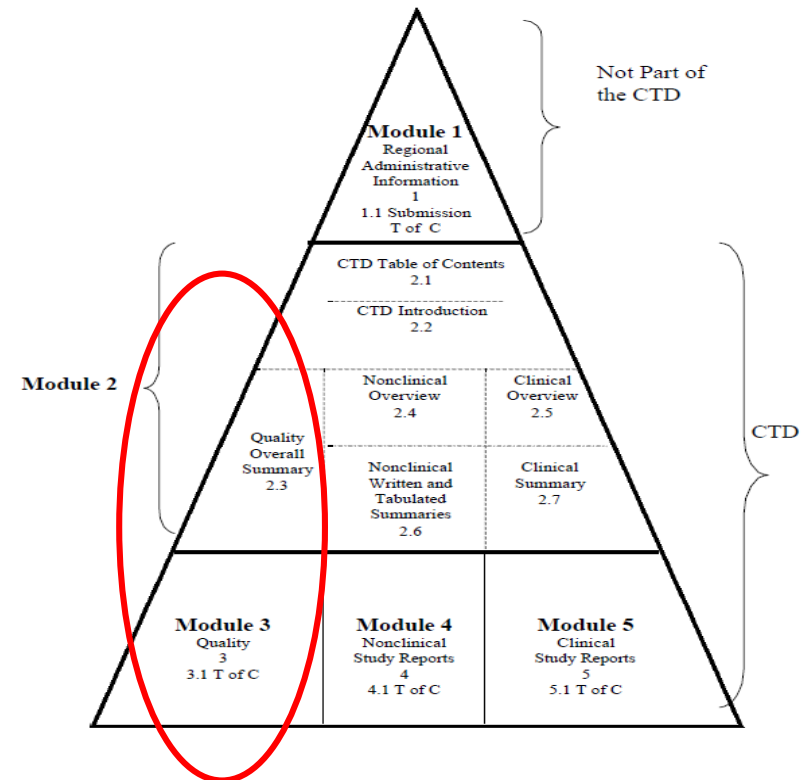 Not Part of
the CTD
Module 1
Regional
Administrative
Information
1
1.1 Submission
T of C
CTD Table of Contents
2.1
CTD Introduction
2.2
Module 2
Nonclinical
Overview
2.4
Clinical
Overview
2.5
CTD
Quality
Overall
Summary
2.3
Nonclinical
Written and
Tabulated
Summaries
2.6
Clinical
Summary
2.7
Module 3
Quality
3
3.1 T of C
Module 4
Nonclinical
Study Reports
4
4.1 T of C
Module 5
Clinical
Study Reports
5
5.1 T of C